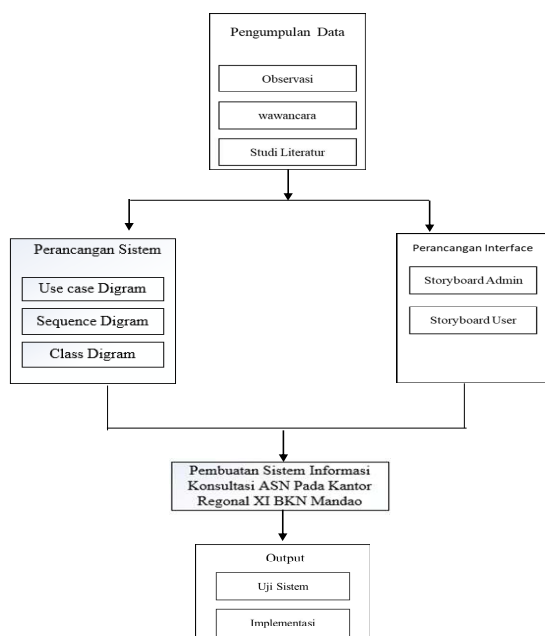 Pengumpulan Data
Observasi
wawancara
Studi Literatur
Perancangan Sistem
Use case Digram
Sequence Digram
Class Digram
Perancangan Interface
Storyboard Admin
Storyboard User
Pembuatan Sistem Informasi
Konsultasi ASN Pada Kantor
Regonal XI BKN Mandao
Output
Uji Sistem
Implementasi